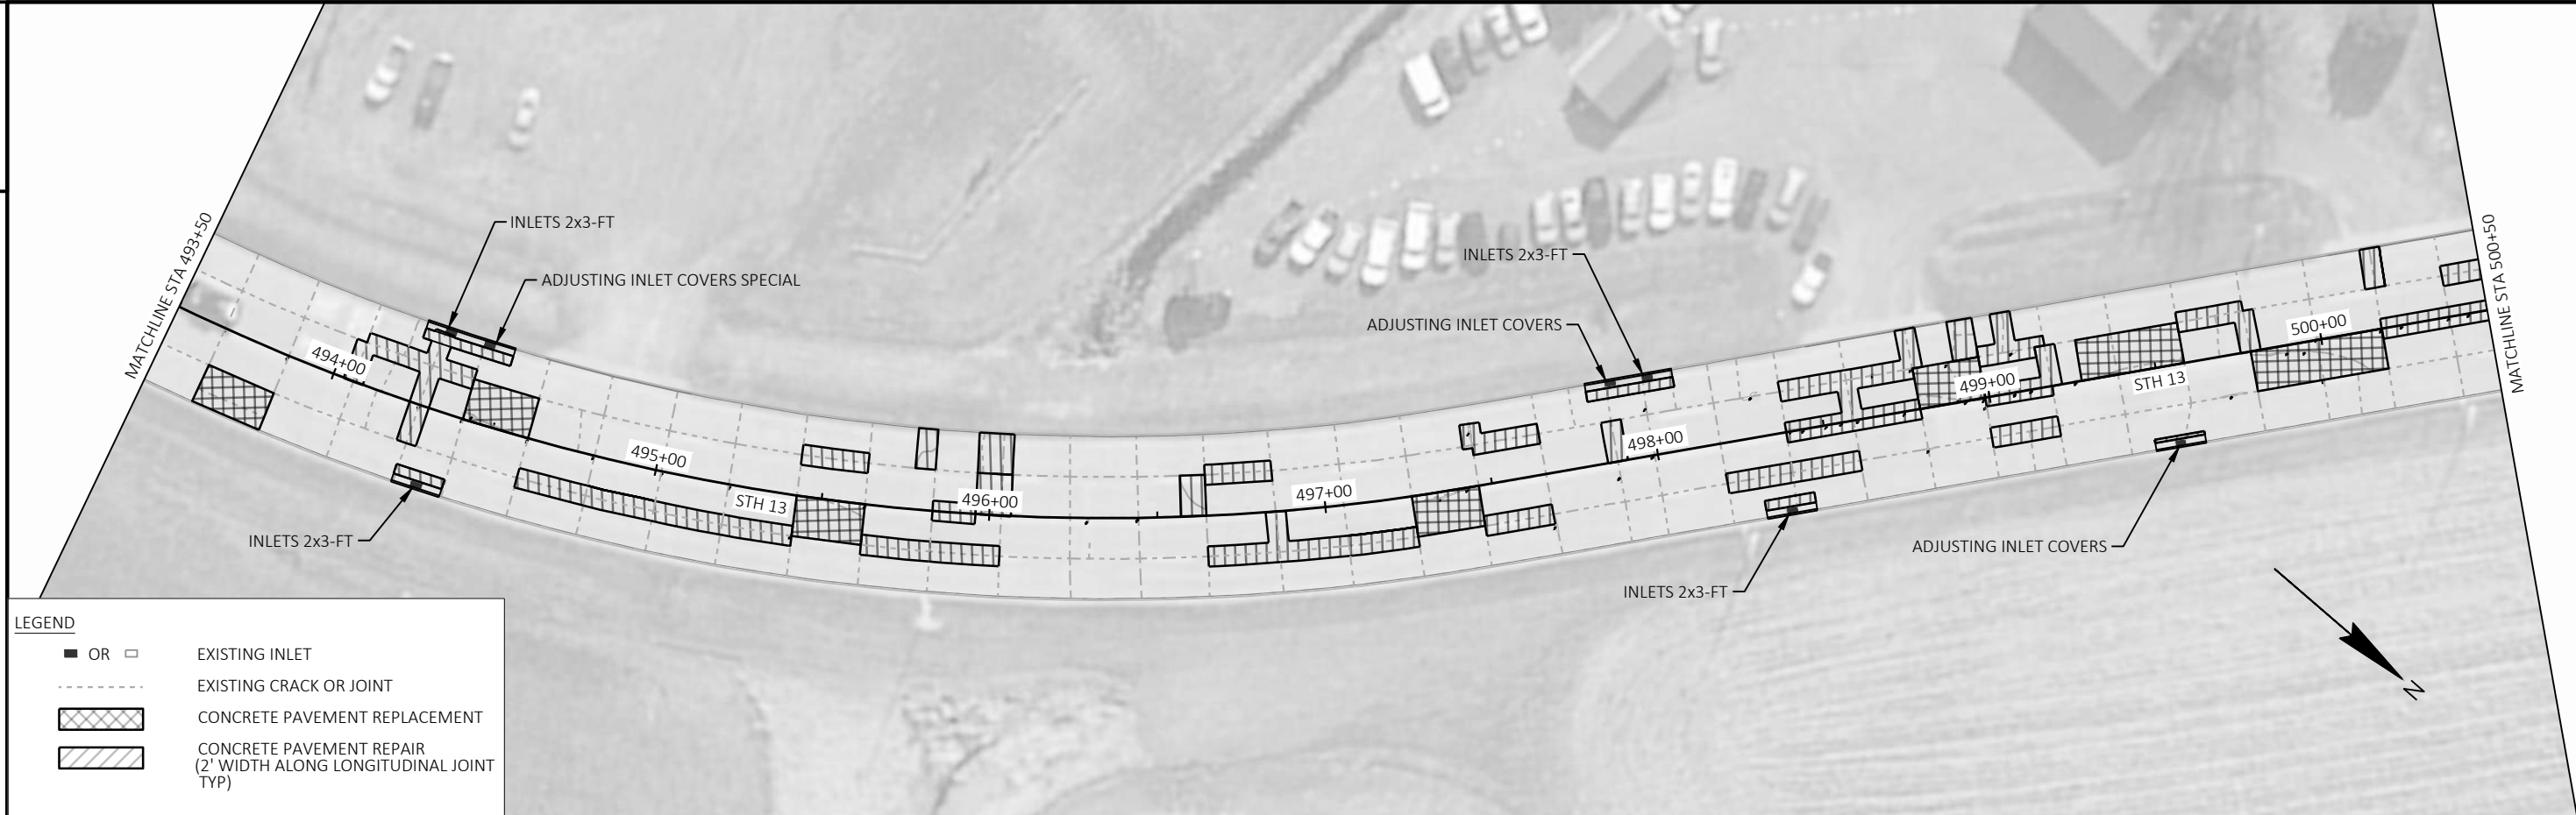 MATCHLINE STA 493+50
INLETS 2x3-FT
ADJUSTING INLET COVERS SPECIAL
INLETS 2x3-FT
ADJUSTING INLET COVERS
MATCHLINE STA 500+50
494+00
495+00
STH 13
496+00
497+00
498+00
499+00
STH 13
500+00
INLETS 2x3-FT
INLETS 2x3-FT
ADJUSTING INLET COVERS
N
LEGEND
OR
EXISTING INLET
EXISTING CRACK OR JOINT
CONCRETE PAVEMENT REPLACEMENT
CONCRETE PAVEMENT REPAIR
(2' WIDTH ALONG LONGITUDINAL JOINT
TYP)